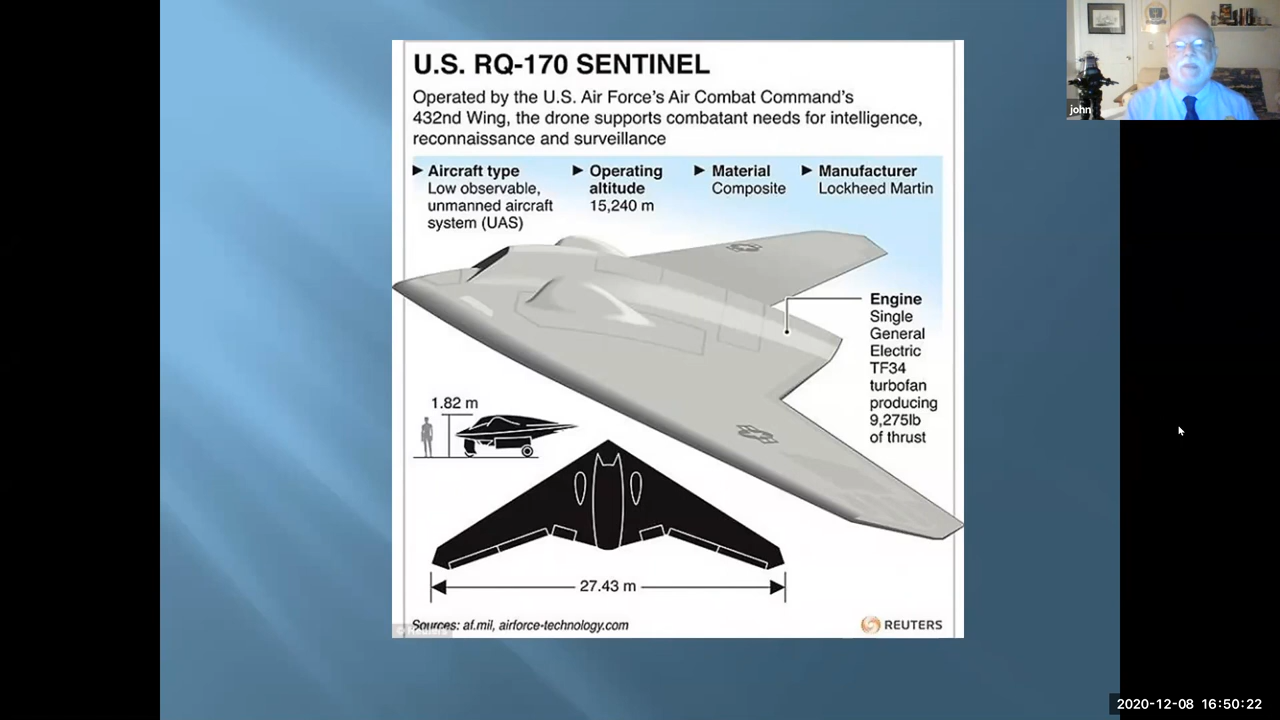 U.S. RQ-170 SENTINEL
Operated by the U.S. Air Force's Air Combat Command's
432nd Wing, the drone supports combatant needs for intelligence,
reconnaissance and surveillance
Aircraft type
Low observable,
unmanned aircraft
system (UAS)
Operating
altitude
15,240 m
Material
Composite
Manufacturer
Lockheed Martin
Engine
Single
General
Electric
TF34
turbofan
producing
9,275lb
of thrust
1.82 m
27.43 m
Sources: af.mil, airforce-technology.com
© Reuters
REUTERS
john
2020-12-08 16:50:22